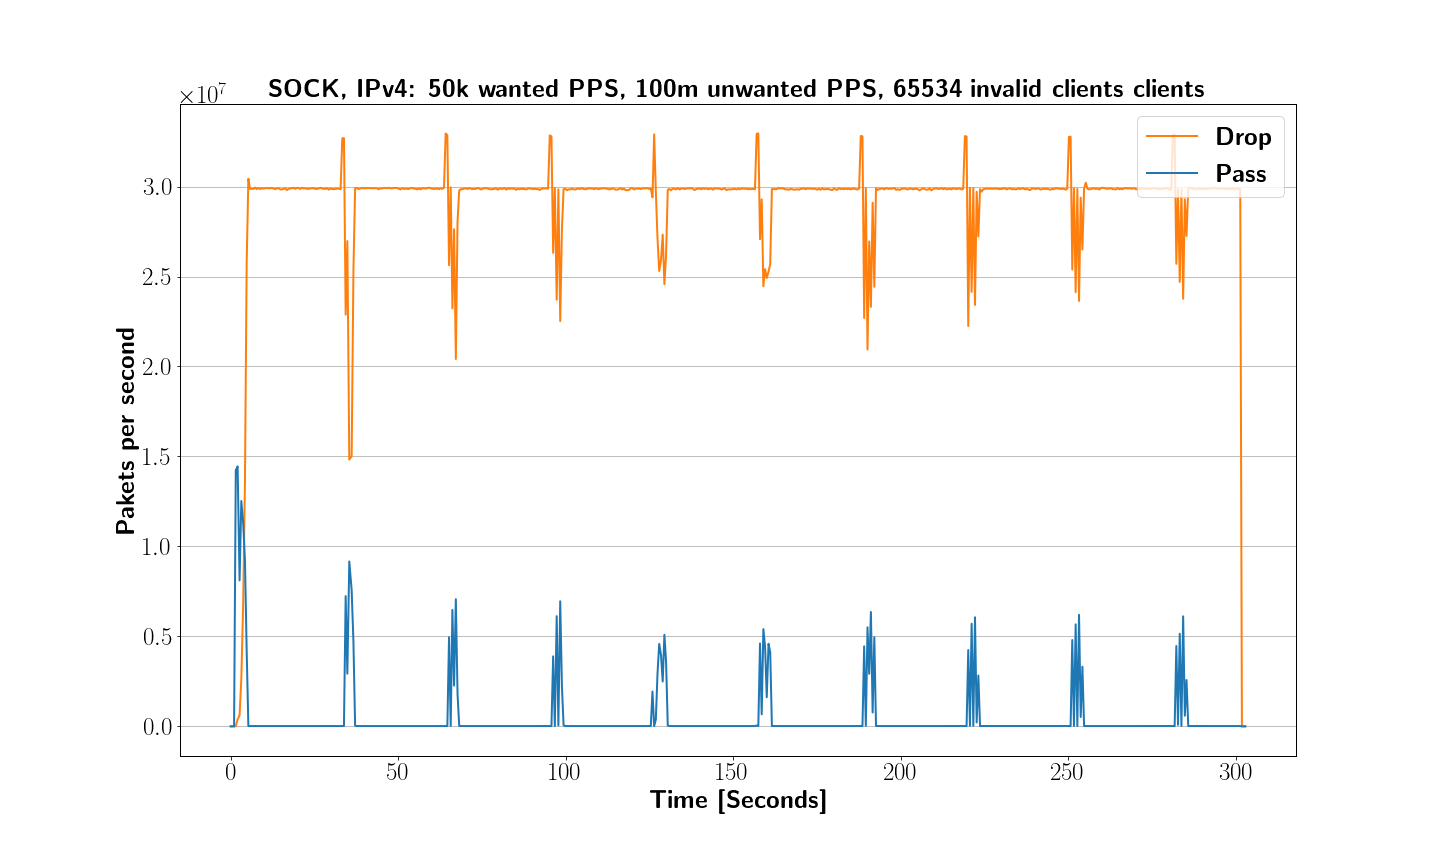 SOCK, IPv4: 50k wanted PPS, 100m unwanted PPS, 65534 invalid clients clients
×10⁷
Drop
Pass
3.0
2.5
2.0
1.5
1.0
0.5
0.0
Pakets per second
0 50 100 150 200 250 300
Time [Seconds]